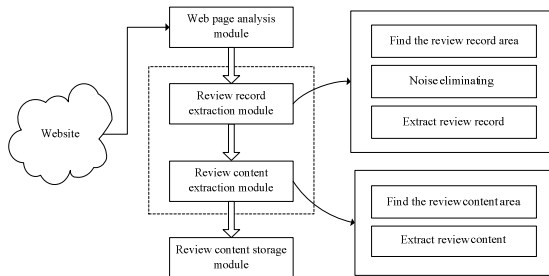 Web page analysis
module
Find the review record area
Noise eliminating
Extract review record
Review record
extraction module
Website
Review content
extraction module
Find the review content area
Extract review content
Review content storage
module